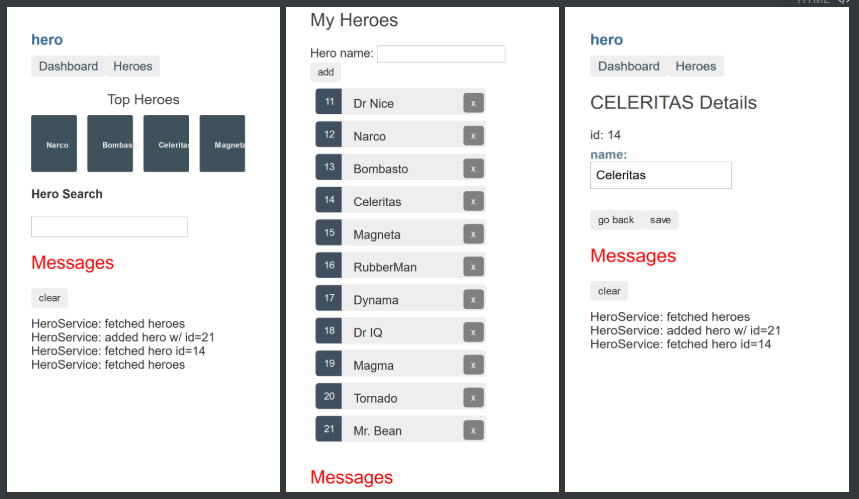 HTML
hero
Dashboard Heroes
Top Heroes
Narco Bombas Celeritas Magneta
Hero Search
Messages
clear
HeroService: fetched heroes
HeroService: added hero w/ id=21
HeroService: fetched hero id=14
HeroService: fetched heroes
My Heroes
Hero name:
add
11 Dr Nice x
12 Narco x
13 Bombasto x
14 Celeritas x
15 Magneta x
16 RubberMan x
17 Dynama x
18 Dr IQ x
19 Magma x
20 Tornado x
21 Mr. Bean x
Messages
hero
Dashboard Heroes
CELERITAS Details
id: 14
name:
Celeritas
go back save
Messages
clear
HeroService: fetched heroes
HeroService: added hero w/ id=21
HeroService: fetched hero id=14